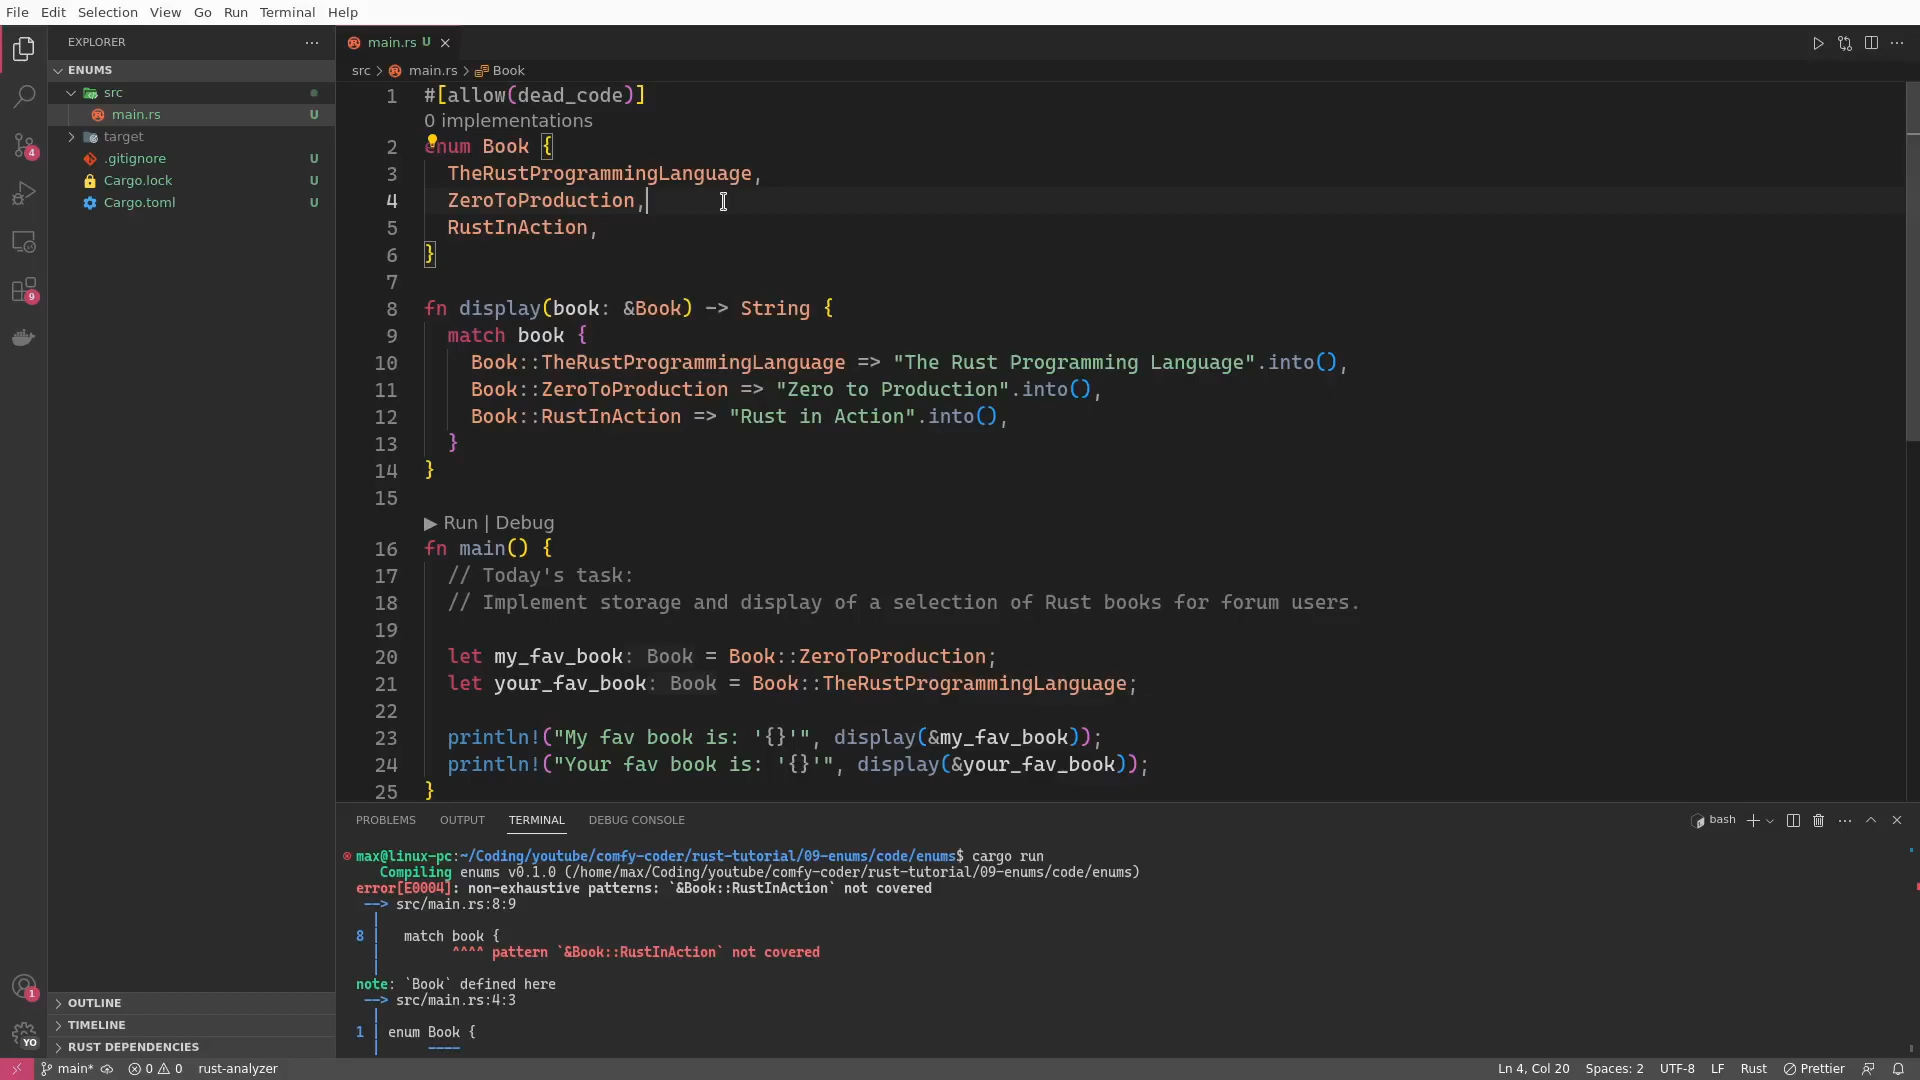 File Edit Selection View Go Run Terminal Help
EXPLORER
main.rs U
ENUMS
src
main.rs U
target
.gitignore U
Cargo.lock U
Cargo.toml U
src > main.rs > Book
1 #[allow(dead_code)]
0 implementations
2 enum Book {
3 TheRustProgrammingLanguage,
4 ZeroToProduction,
5 RustInAction,
6 }
7
8 fn display(book: &Book) -> String {
9 match book {
10 Book::TheRustProgrammingLanguage => "The Rust Programming Language".into(),
11 Book::ZeroToProduction => "Zero to Production".into(),
12 Book::RustInAction => "Rust in Action".into(),
13 }
14 }
15
▶ Run | Debug
16 fn main() {
17 // Today's task:
18 // Implement storage and display of a selection of Rust books for forum users.
19
20 let my_fav_book: Book = Book::ZeroToProduction;
21 let your_fav_book: Book = Book::TheRustProgrammingLanguage;
22
23 println!("My fav book is: '{}'", display(&my_fav_book));
24 println!("Your fav book is: '{}'", display(&your_fav_book));
25 }
4
9
1
YO
PROBLEMS OUTPUT TERMINAL DEBUG CONSOLE
bash
max@linux-pc:~/Coding/youtube/comfy-coder/rust-tutorial/09-enums/code/enums$ cargo run
Compiling enums v0.1.0 (/home/max/Coding/youtube/comfy-coder/rust-tutorial/09-enums/code/enums)
error[E0004]: non-exhaustive patterns: `&Book::RustInAction` not covered
--> src/main.rs:8:9
|
8 | match book {
| ^^^^ pattern `&Book::RustInAction` not covered
|
note: `Book` defined here
--> src/main.rs:4:3
|
1 | enum Book {
| ----
OUTLINE
TIMELINE
RUST DEPENDENCIES
main* 0 0 rust-analyzer
Ln 4, Col 20 Spaces: 2 UTF-8 LF Rust Prettier